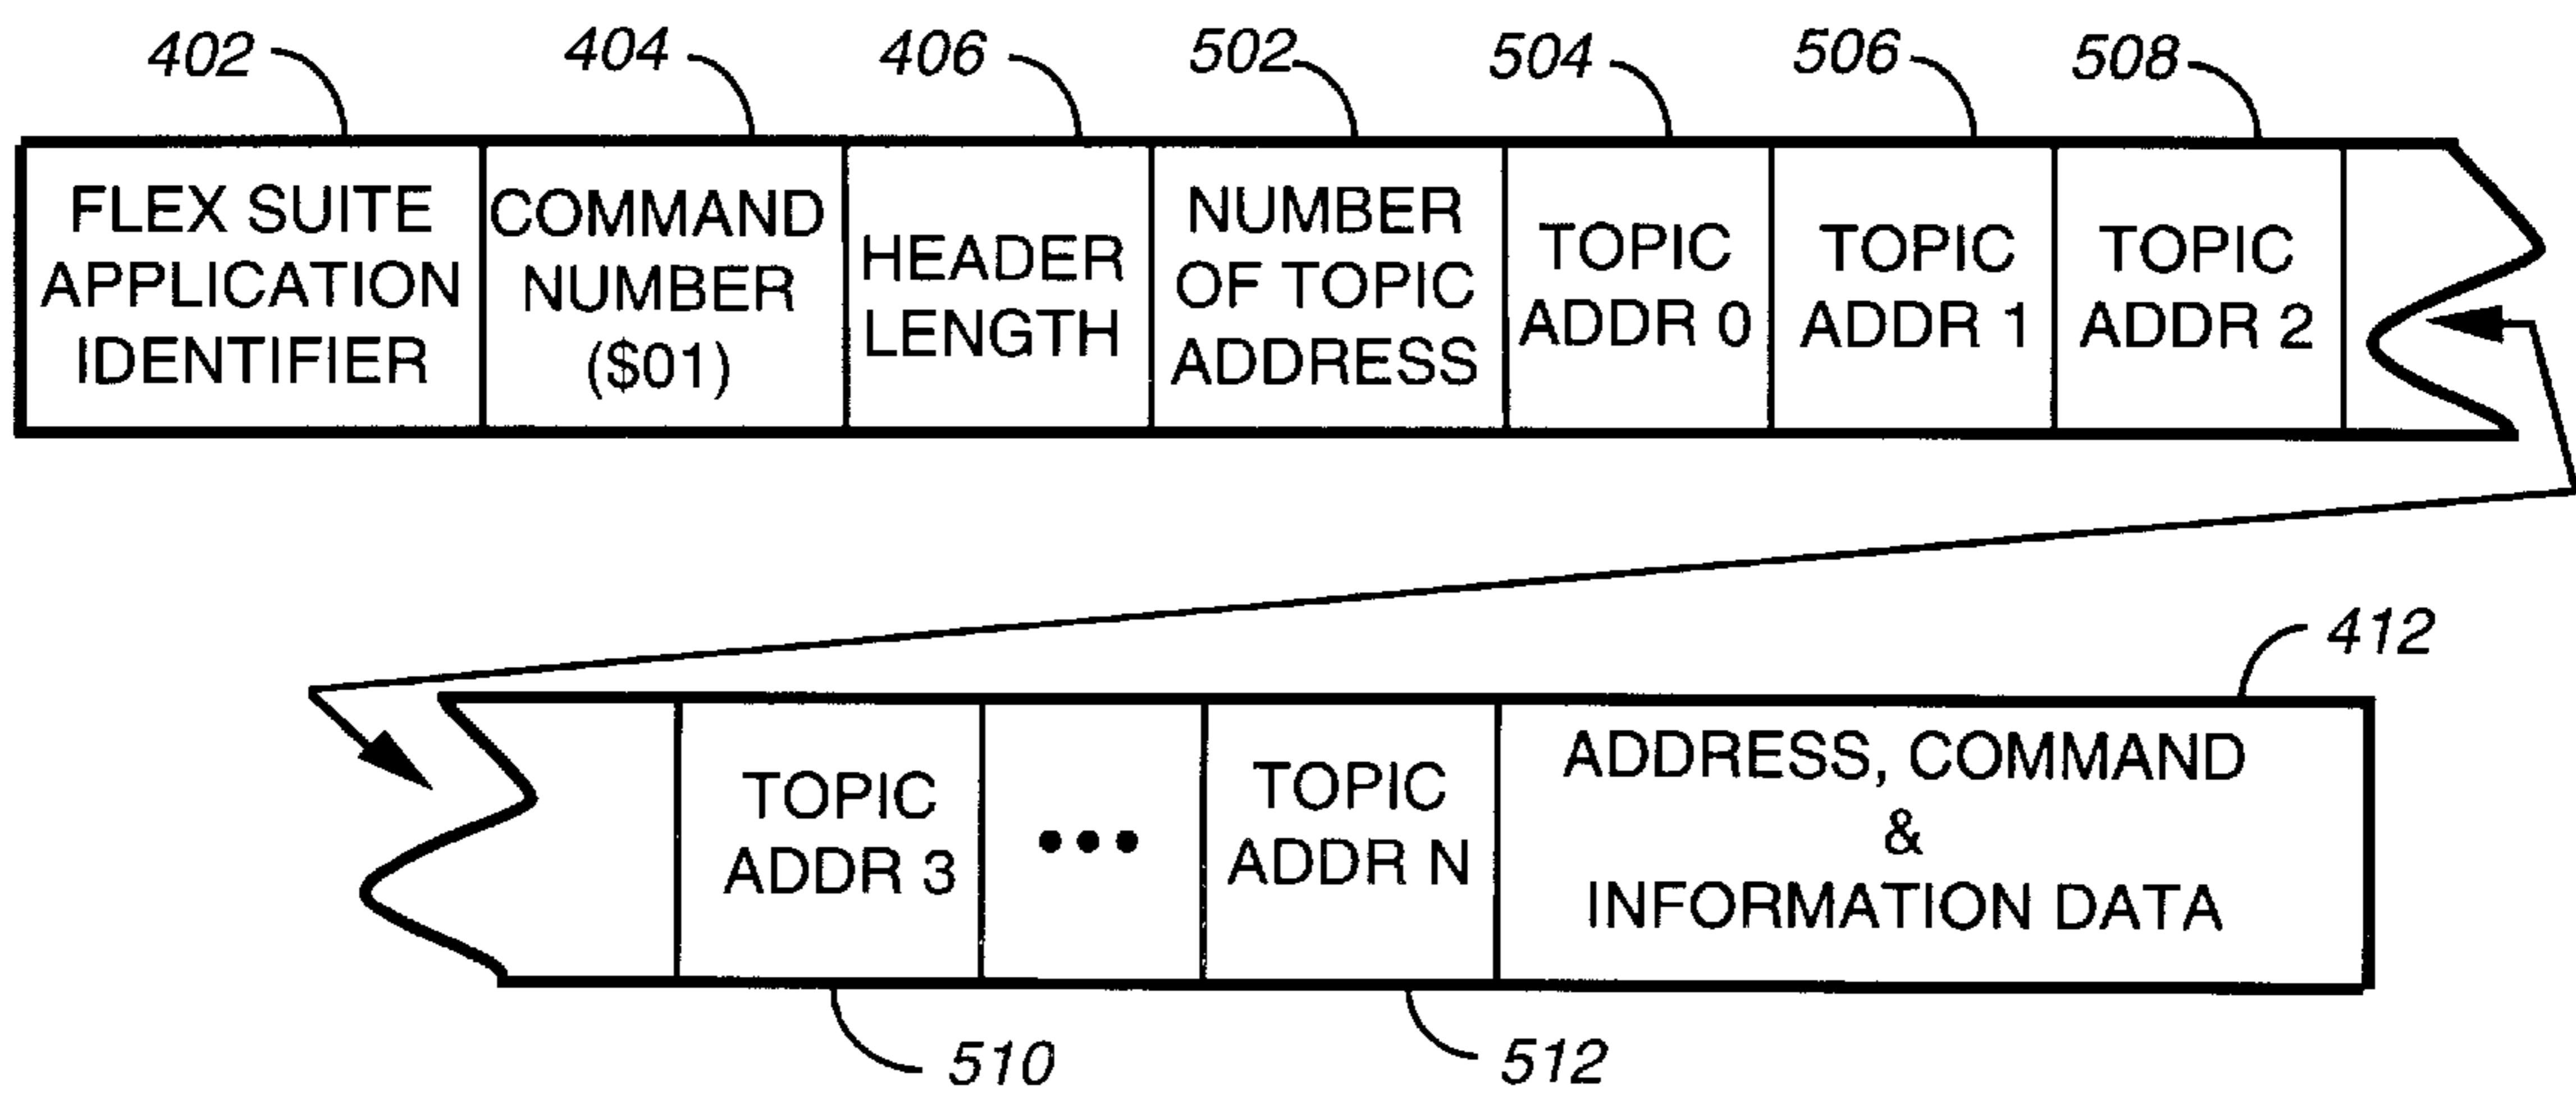 402
404
406
502
504
506
508
FLEX SUITE
APPLICATION
IDENTIFIER
COMMAND
NUMBER
($01)
HEADER
LENGTH
NUMBER
OF TOPIC
ADDRESS
TOPIC
ADDR 0
TOPIC
ADDR 1
TOPIC
ADDR 2
412
TOPIC
ADDR 3
•••
TOPIC
ADDR N
ADDRESS, COMMAND
&
INFORMATION DATA
510
512